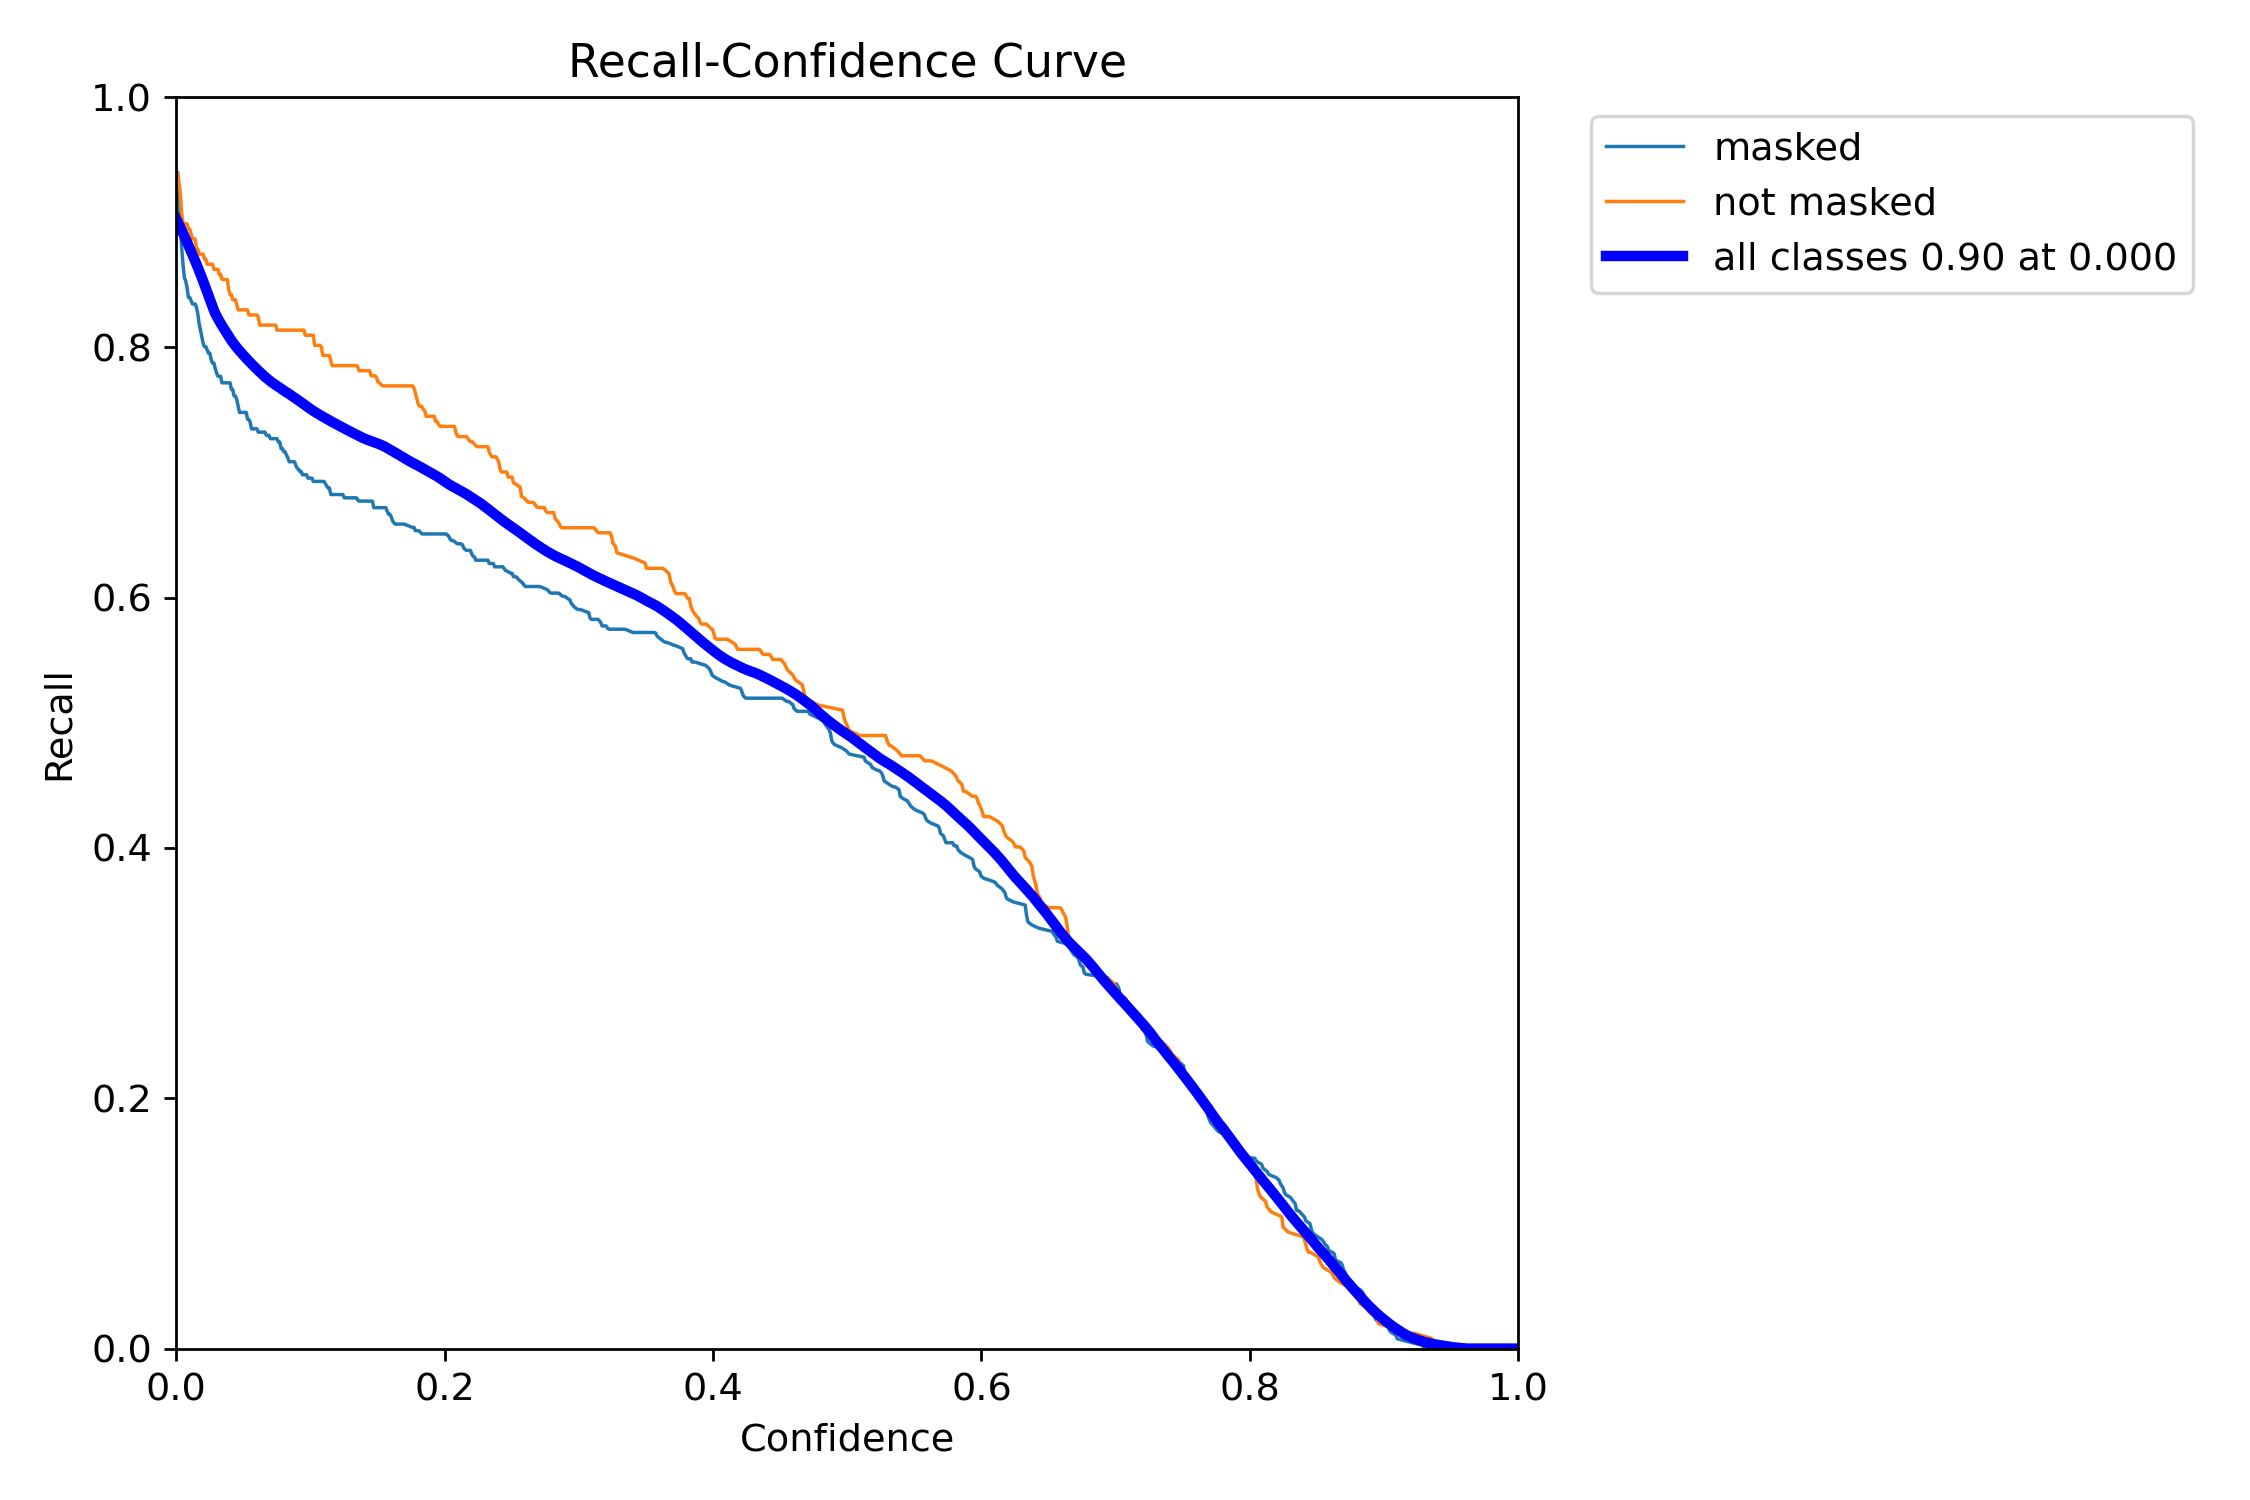 Recall-Confidence Curve
1.0
0.8
0.6
0.4
0.2
0.0
Recall
0.0 0.2 0.4 0.6 0.8 1.0
Confidence
masked
not masked
all classes 0.90 at 0.000